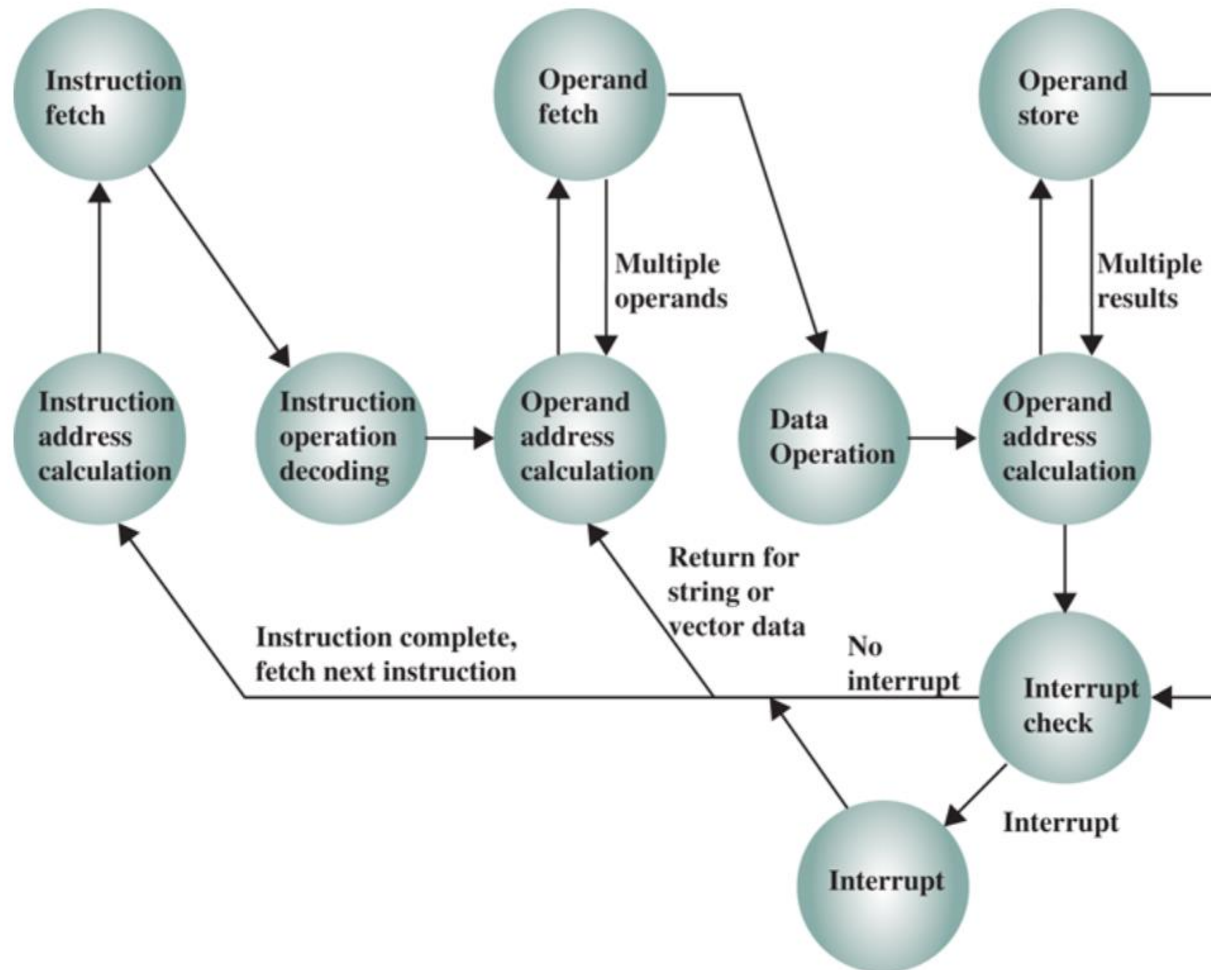 Instruction
fetch
Operand
fetch
Operand
store
Multiple
operands
Multiple
results
Instruction
address
calculation
Instruction
operation
decoding
Operand
address
calculation
Data
Operation
Operand
address
calculation
Return for
string or
vector data
Instruction complete,
fetch next instruction
No
interrupt
Interrupt
check
Interrupt
Interrupt